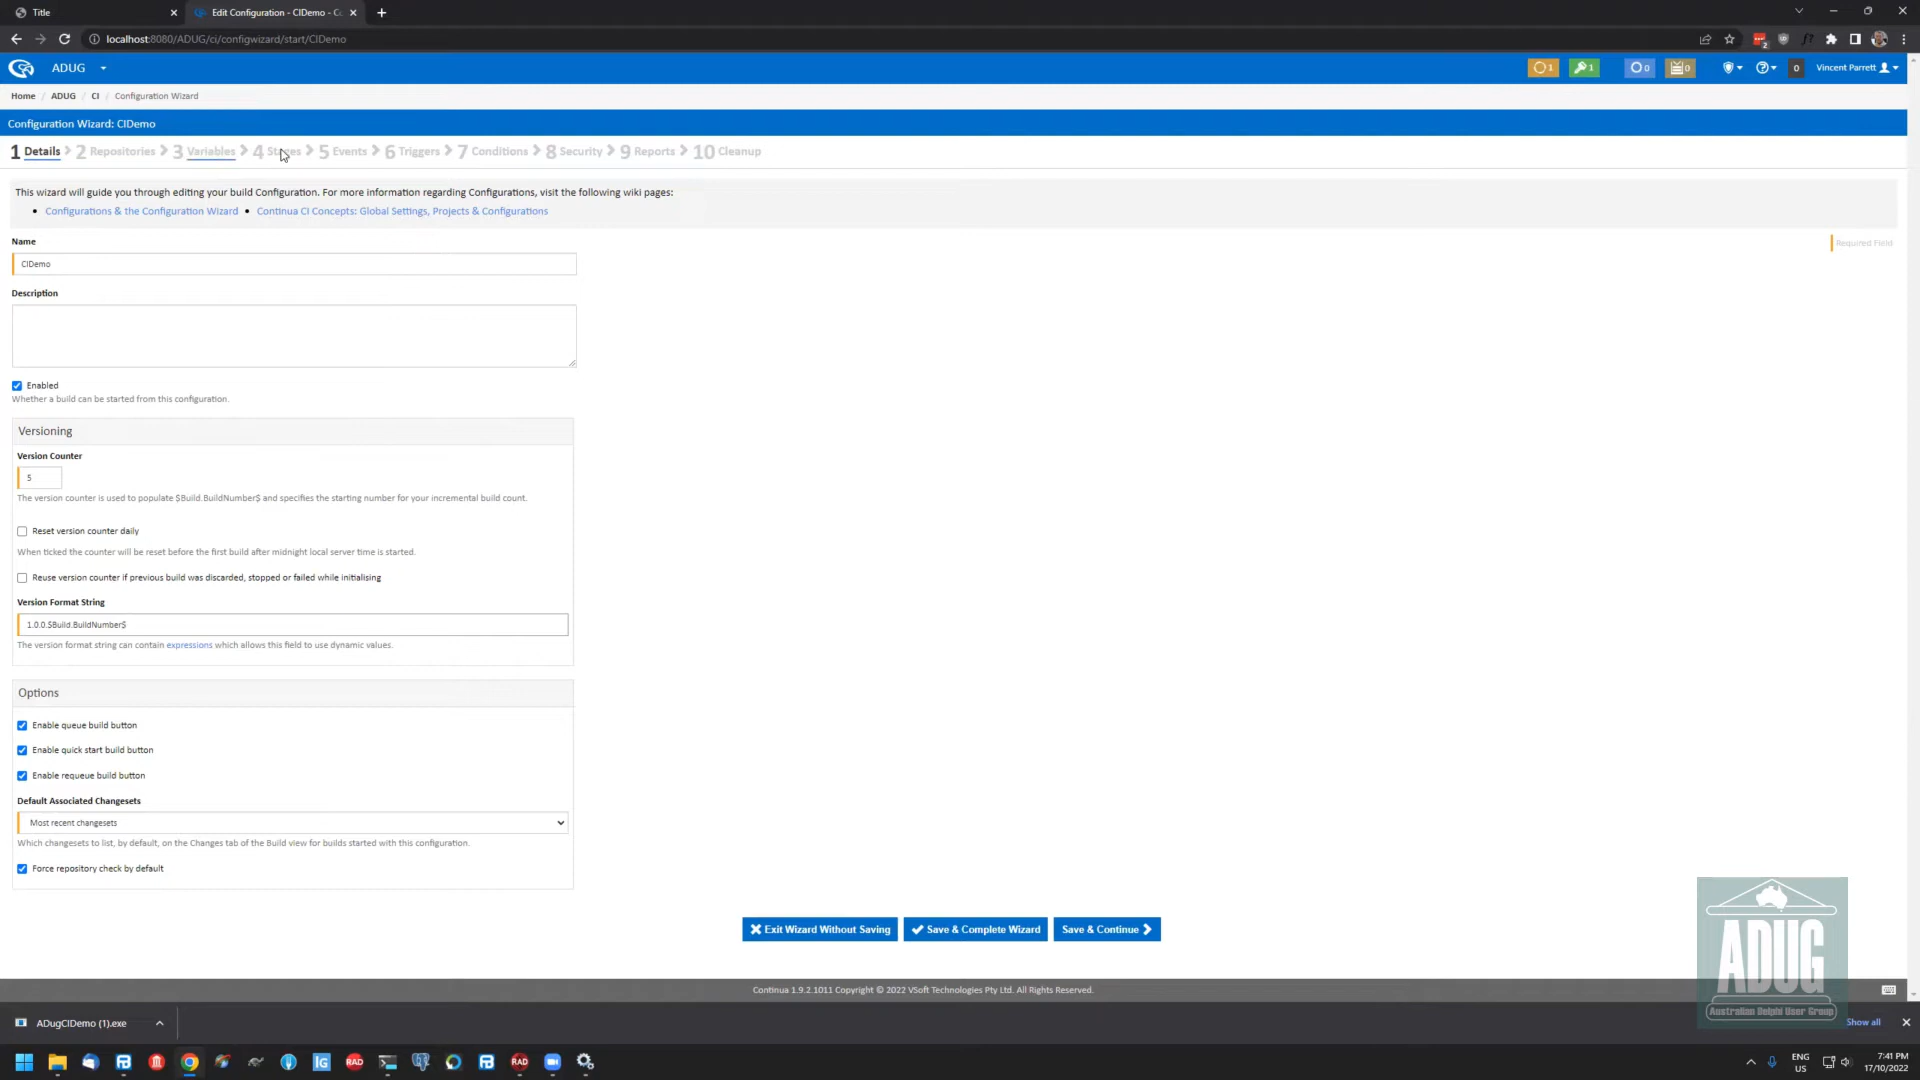 Title
Edit Configuration - CIDemo - Cc
localhost:8080/ADUG/ci/configwizard/start/CIDemo
ADUG
1
1
0
0
0
Vincent Parrett
Home / ADUG / CI / Configuration Wizard
Configuration Wizard: CIDemo
1 Details 2 Repositories 3 Variables 4 Stages 5 Events 6 Triggers 7 Conditions 8 Security 9 Reports 10 Cleanup
This wizard will guide you through editing your build Configuration. For more information regarding Configurations, visit the following wiki pages:
Configurations & the Configuration Wizard • Continua CI Concepts: Global Settings, Projects & Configurations
Name
Required Field
CIDemo
Description
Enabled
Whether a build can be started from this configuration.
Versioning
Version Counter
5
The version counter is used to populate $Build.BuildNumber$ and specifies the starting number for your incremental build count.
Reset version counter daily
When ticked the counter will be reset before the first build after midnight local server time is started.
Reuse version counter if previous build was discarded, stopped or failed while initialising
Version Format String
1.0.0.$Build.BuildNumber$
The version format string can contain expressions which allows this field to use dynamic values.
Options
Enable queue build button
Enable quick start build button
Enable requeue build button
Default Associated Changesets
Most recent changesets
Which changesets to list, by default, on the Changes tab of the Build view for builds started with this configuration.
Force repository check by default
Exit Wizard Without Saving
Save & Complete Wizard
Save & Continue
ADUG
Australian Delphi User Group
Continua 1.9.2.1011 Copyright © 2022 VSoft Technologies Pty Ltd. All Rights Reserved.
ADugCIDemo (1).exe
Show all
IG
RAD
RAD
ENG
US
7:41 PM
17/10/2022